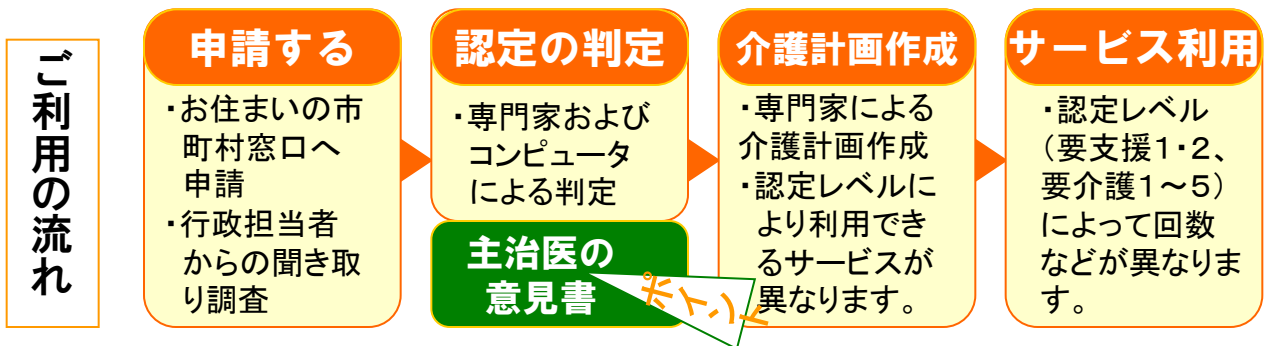 ご利用の流れ
申請する
・お住まいの市
町村窓口へ
申請
・行政担当者
からの聞き取
り調査
認定の判定
・専門家および
コンピュータ
による判定
主治医の
意見書
ポイント
介護計画作成
・専門家による
介護計画作成
・認定レベルに
より利用でき
るサービスが
異なります。
サービス利用
・認定レベル
(要支援1・2、
要介護1～5)
によって回数
などが異なりま
す。